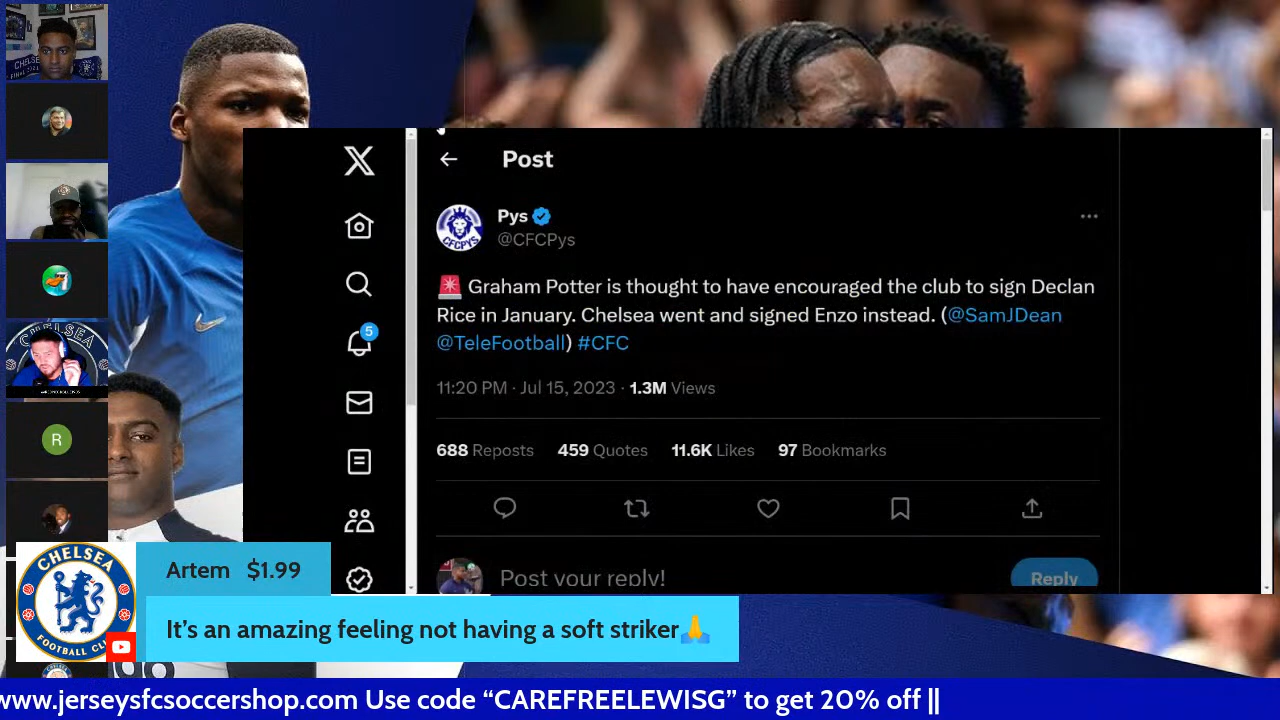 Post
Pys
@CFCPys
🚨 Graham Potter is thought to have encouraged the club to sign Declan
Rice in January. Chelsea went and signed Enzo instead. (@SamJDean
@TeleFootball) #CFC
11:20 PM · Jul 15, 2023 · 1.3M Views
688 Reposts 459 Quotes 11.6K Likes 97 Bookmarks
Post your reply!
Reply
5
CFCPYS
CHELSEA
R
CHELSEA
FOOTBALL CLU
Artem $1.99
It’s an amazing feeling not having a soft striker🙏
www.jerseysfcsoccershop.com Use code “CAREFREELEWISG” to get 20% off ||